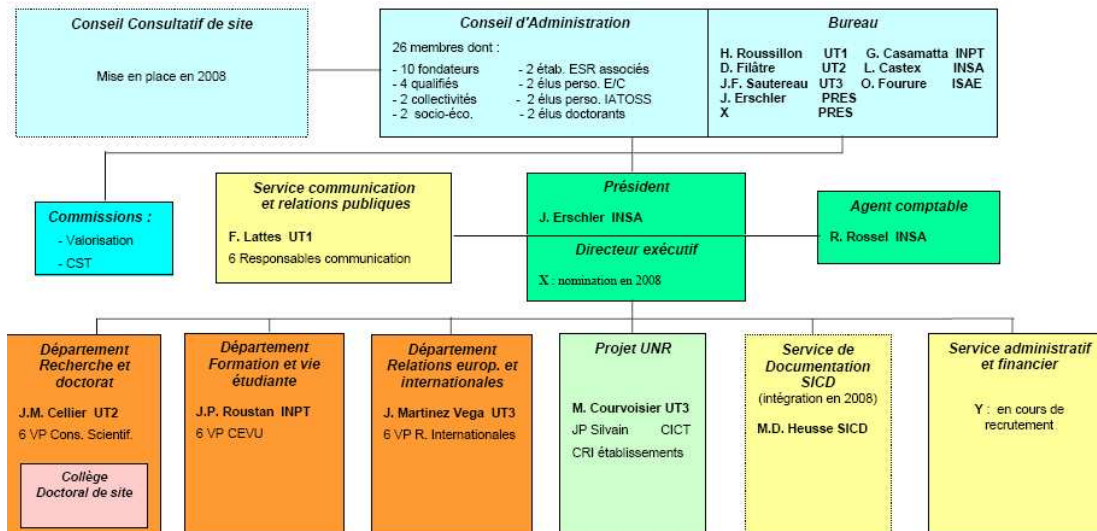 Conseil Consultatif de site
Mise en place en 2008
Conseil d'Administration
26 membres dont :
- 10 fondateurs - 2 étab. ESR associés
- 4 qualifiés - 2 élus perso. E/C
- 2 collectivités - 2 élus perso. IATOSS
- 2 socio-éco. - 2 élus doctorants
Bureau
H. Roussillon UT1 G. Casamatta INPT
D. Filâtre UT2 L. Castex INSA
J.F. Sautereau UT3 O. Fourure ISAE
J. Erschler PRES
X PRES
Commissions :
- Valorisation
- CST
Service communication
et relations publiques
F. Lattes UT1
6 Responsables communication
Président
J. Erschler INSA
Directeur exécutif
X : nomination en 2008
Agent comptable
R. Rossel INSA
Département
Recherche et
doctorat
J.M. Cellier UT2
6 VP Cons. Scientif.
Collège
Doctoral de site
Département
Formation et vie
étudiante
J.P. Roustan INPT
6 VP CEVU
Département
Relations europ. et
internationales
J. Martinez Vega UT3
6 VP R. Internationales
Projet UNR
M. Courvoisier UT3
JP Silvain CICT
CRI établissements
Service de
Documentation
SICD
(intégration en 2008)
M.D. Heusse SICD
Service administratif
et financier
Y : en cours de
recrutement